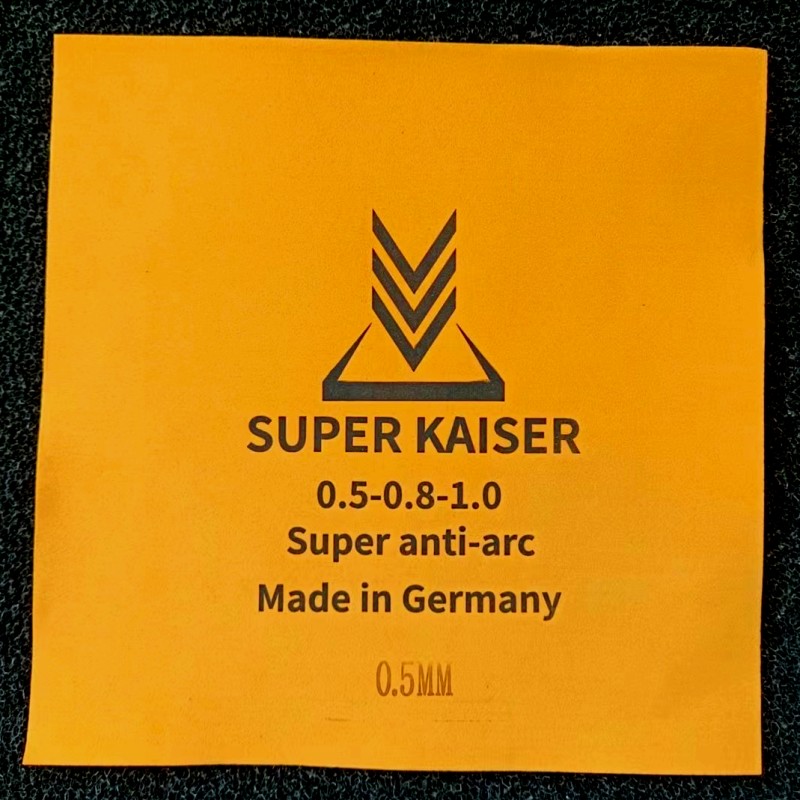 SUPER KAISER
0.5-0.8-1.0
Super anti-arc
Made in Germany
0.5MM